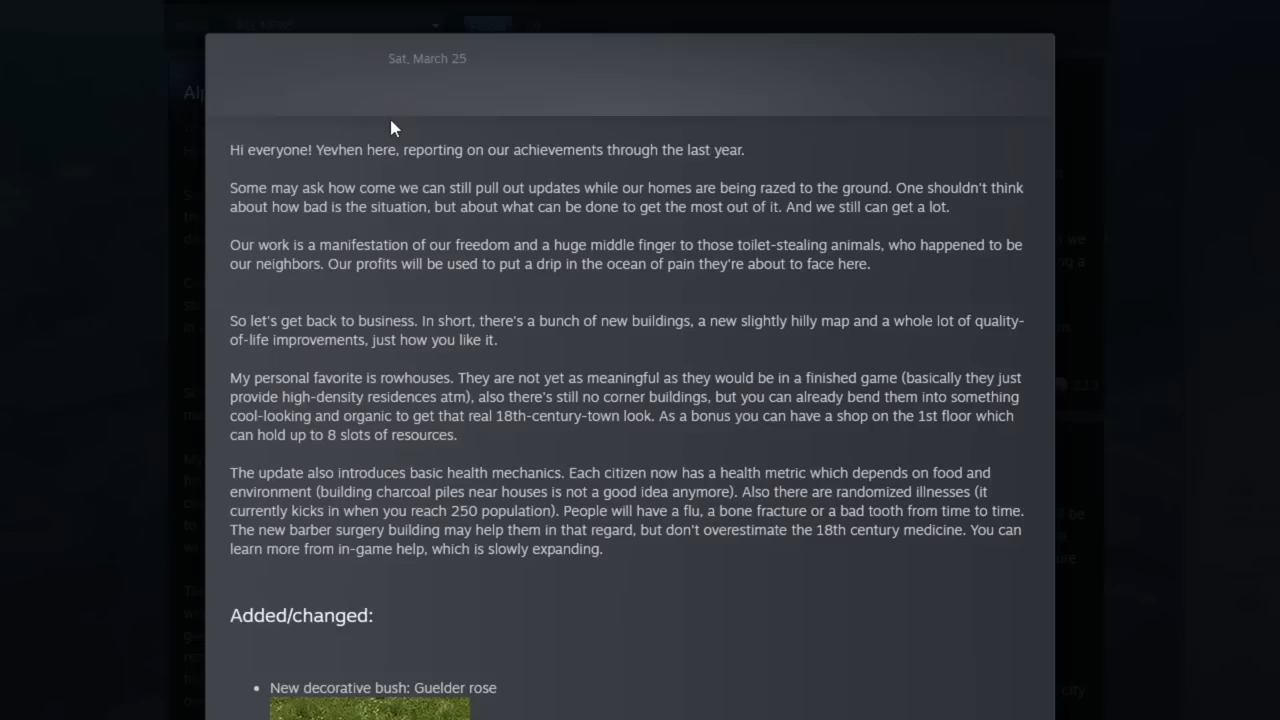 Sat, March 25
Hi everyone! Yevhen here, reporting on our achievements through the last year.
Some may ask how come we can still pull out updates while our homes are being razed to the ground. One shouldn't think
about how bad is the situation, but about what can be done to get the most out of it. And we still can get a lot.
Our work is a manifestation of our freedom and a huge middle finger to those toilet-stealing animals, who happened to be
our neighbors. Our profits will be used to put a drip in the ocean of pain they're about to face here.
So let's get back to business. In short, there's a bunch of new buildings, a new slightly hilly map and a whole lot of quality-
of-life improvements, just how you like it.
My personal favorite is rowhouses. They are not yet as meaningful as they would be in a finished game (basically they just
provide high-density residences atm), also there's still no corner buildings, but you can already bend them into something
cool-looking and organic to get that real 18th-century-town look. As a bonus you can have a shop on the 1st floor which
can hold up to 8 slots of resources.
The update also introduces basic health mechanics. Each citizen now has a health metric which depends on food and
environment (building charcoal piles near houses is not a good idea anymore). Also there are randomized illnesses (it
currently kicks in when you reach 250 population). People will have a flu, a bone fracture or a bad tooth from time to time.
The new barber surgery building may help them in that regard, but don't overestimate the 18th century medicine. You can
learn more from in-game help, which is slowly expanding.
Added/changed:
• New decorative bush: Guelder rose